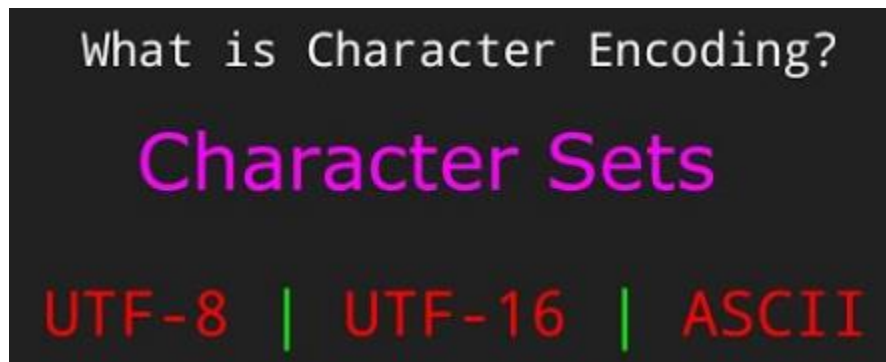 What is Character Encoding?
Character Sets
UTF-8 | UTF-16 | ASCII